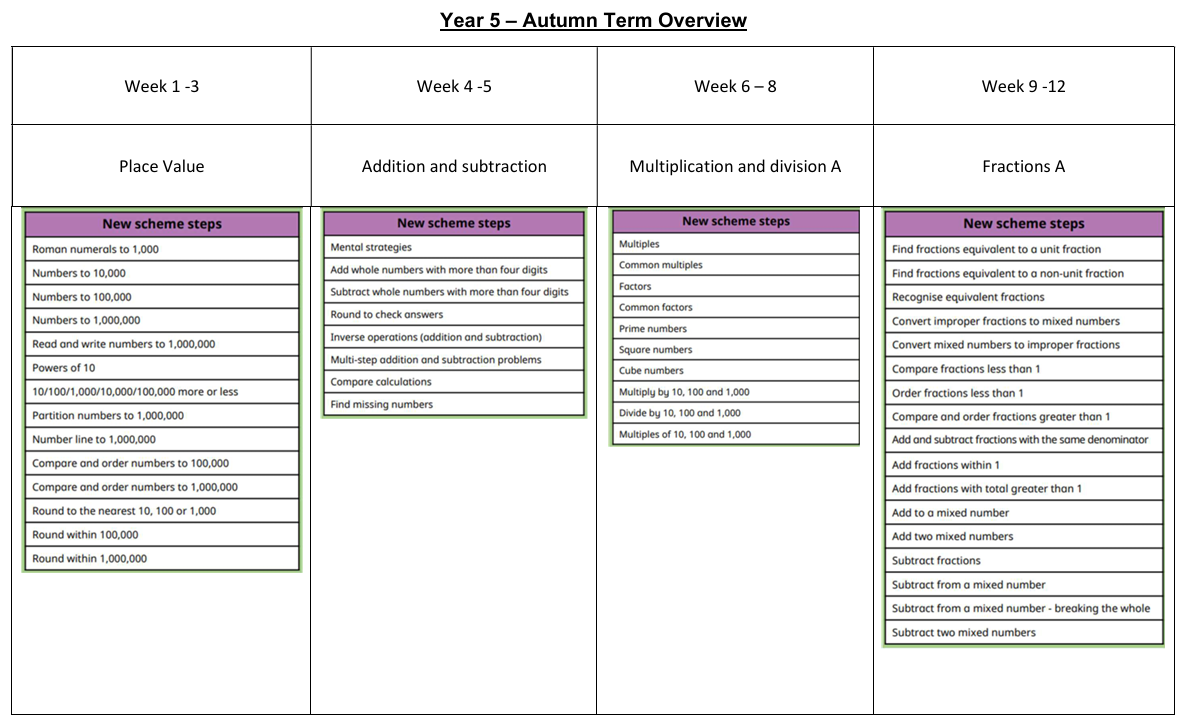 Year 5 – Autumn Term Overview
Week 1 -3
Week 4 -5
Week 6 – 8
Week 9 -12
Place Value
Addition and subtraction
Multiplication and division A
Fractions A
New scheme steps
Roman numerals to 1,000
Numbers to 10,000
Numbers to 100,000
Numbers to 1,000,000
Read and write numbers to 1,000,000
Powers of 10
10/100/1,000/10,000/100,000 more or less
Partition numbers to 1,000,000
Number line to 1,000,000
Compare and order numbers to 100,000
Compare and order numbers to 1,000,000
Round to the nearest 10, 100 or 1,000
Round within 100,000
Round within 1,000,000
New scheme steps
Mental strategies
Add whole numbers with more than four digits
Subtract whole numbers with more than four digits
Round to check answers
Inverse operations (addition and subtraction)
Multi-step addition and subtraction problems
Compare calculations
Find missing numbers
New scheme steps
Multiples
Common multiples
Factors
Common factors
Prime numbers
Square numbers
Cube numbers
Multiply by 10, 100 and 1,000
Divide by 10, 100 and 1,000
Multiples of 10, 100 and 1,000
New scheme steps
Find fractions equivalent to a unit fraction
Find fractions equivalent to a non-unit fraction
Recognise equivalent fractions
Convert improper fractions to mixed numbers
Convert mixed numbers to improper fractions
Compare fractions less than 1
Order fractions less than 1
Compare and order fractions greater than 1
Add and subtract fractions with the same denominator
Add fractions within 1
Add fractions with total greater than 1
Add to a mixed number
Add two mixed numbers
Subtract fractions
Subtract from a mixed number
Subtract from a mixed number - breaking the whole
Subtract two mixed numbers